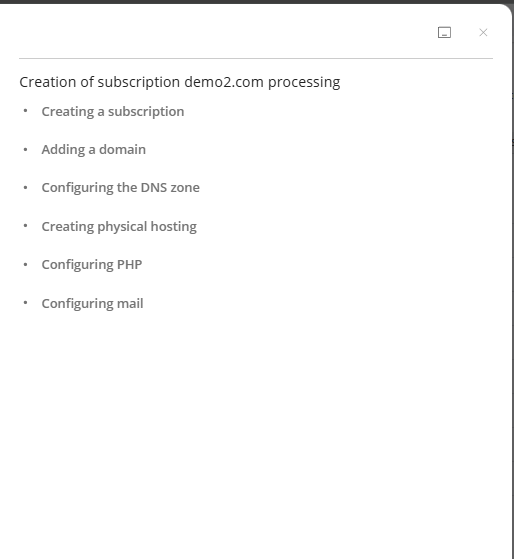 Creation of subscription demo2.com processing
• Creating a subscription
• Adding a domain
• Configuring the DNS zone
• Creating physical hosting
• Configuring PHP
• Configuring mail